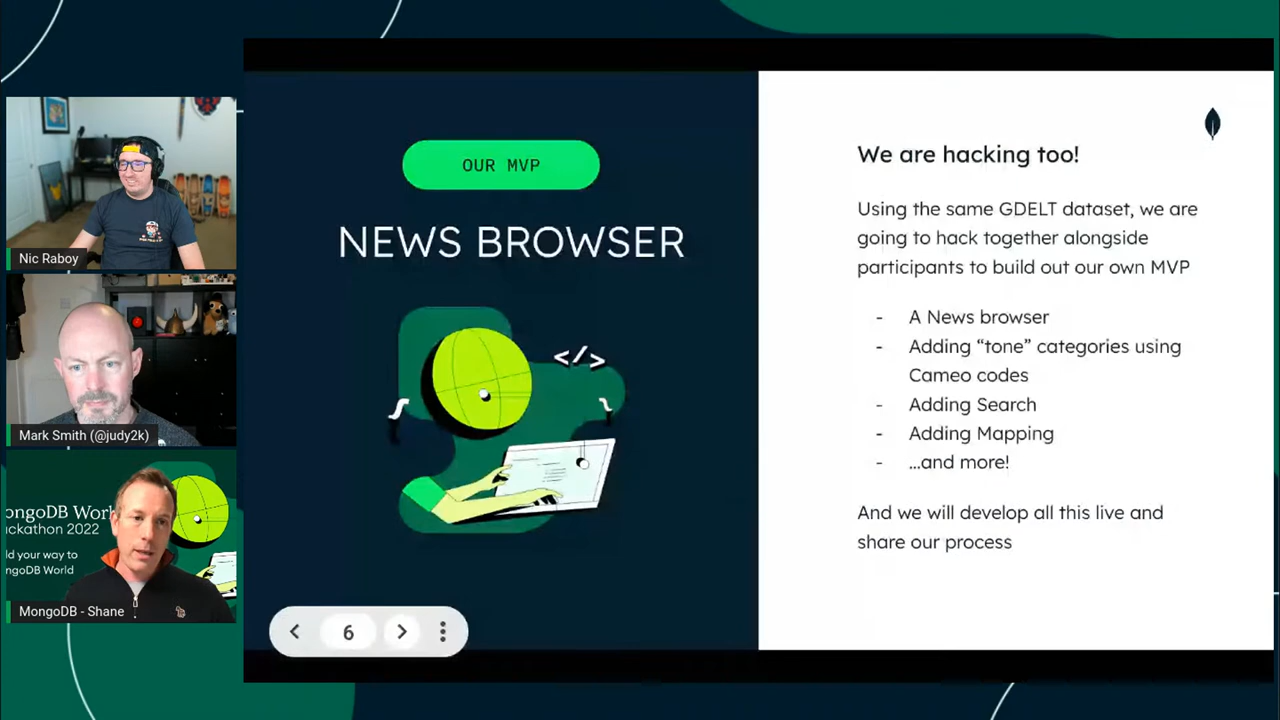 Nic Raboy
Mark Smith (@judy2k)
ongoDB Worl
ackathon 2022
ld your way to
ngoDB World
MongoDB - Shane
OUR MVP
NEWS BROWSER
</>
{
}
6
We are hacking too!
Using the same GDELT dataset, we are
going to hack together alongside
participants to build out our own MVP
- A News browser
- Adding “tone” categories using
Cameo codes
- Adding Search
- Adding Mapping
- ...and more!
And we will develop all this live and
share our process